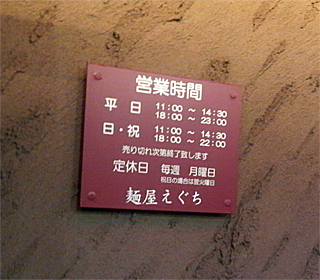 営業時間
平日 11:00 ～ 14:30
18:00 ～ 23:00
日・祝 11:00 ～ 14:30
18:00 ～ 22:00
売り切れ次第終了致します
定休日 毎週 月曜日
祝日の場合は翌火曜日
麺屋えぐち